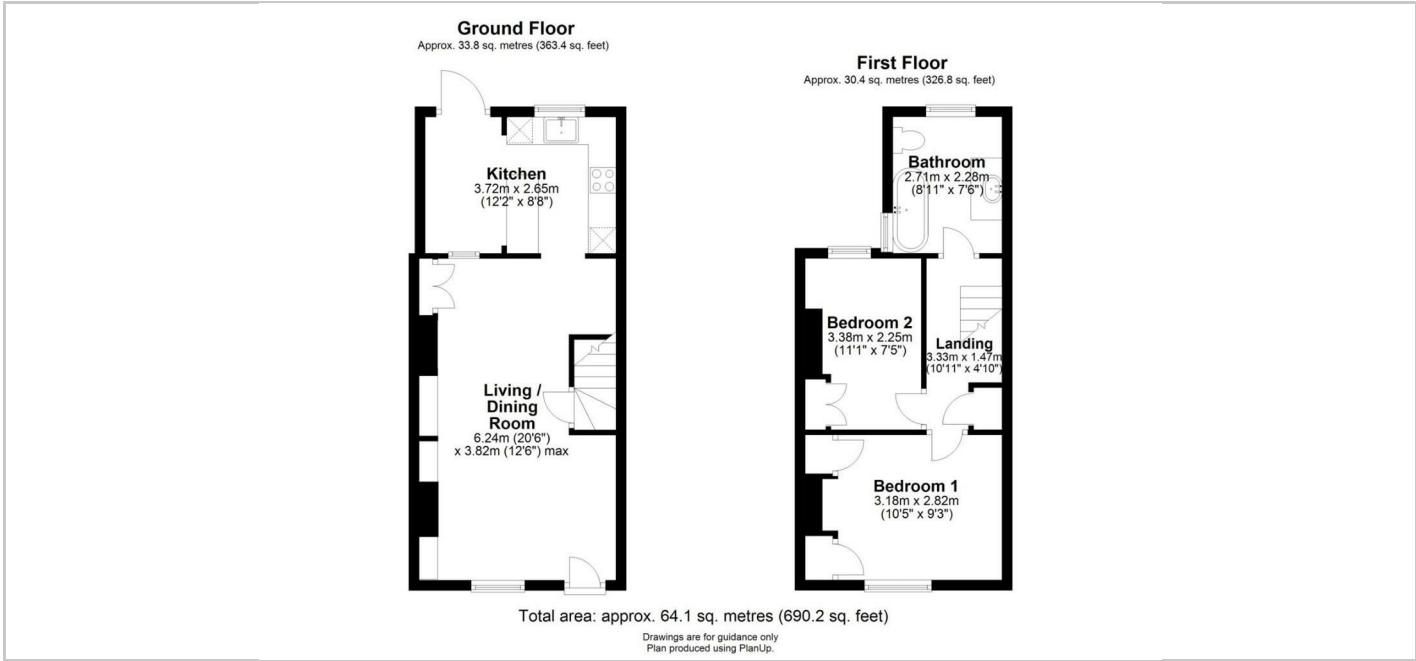 Ground Floor
Approx. 33.8 sq. metres (363.4 sq. feet)
Kitchen
3.72m x 2.65m
(12'2" x 8'8")
Living /
Dining
Room
6.24m (20'6")
x 3.82m (12'6") max
First Floor
Approx. 30.4 sq. metres (326.8 sq. feet)
Bathroom
2.71m x 2.28m
(8'11" x 7'6")
Bedroom 2
3.38m x 2.25m
(11'1" x 7'5")
Landing
3.33m x 1.47m
(10'11" x 4'10")
Bedroom 1
3.18m x 2.82m
(10'5" x 9'3")
Total area: approx. 64.1 sq. metres (690.2 sq. feet)
Drawings are for guidance only
Plan produced using PlanUp.